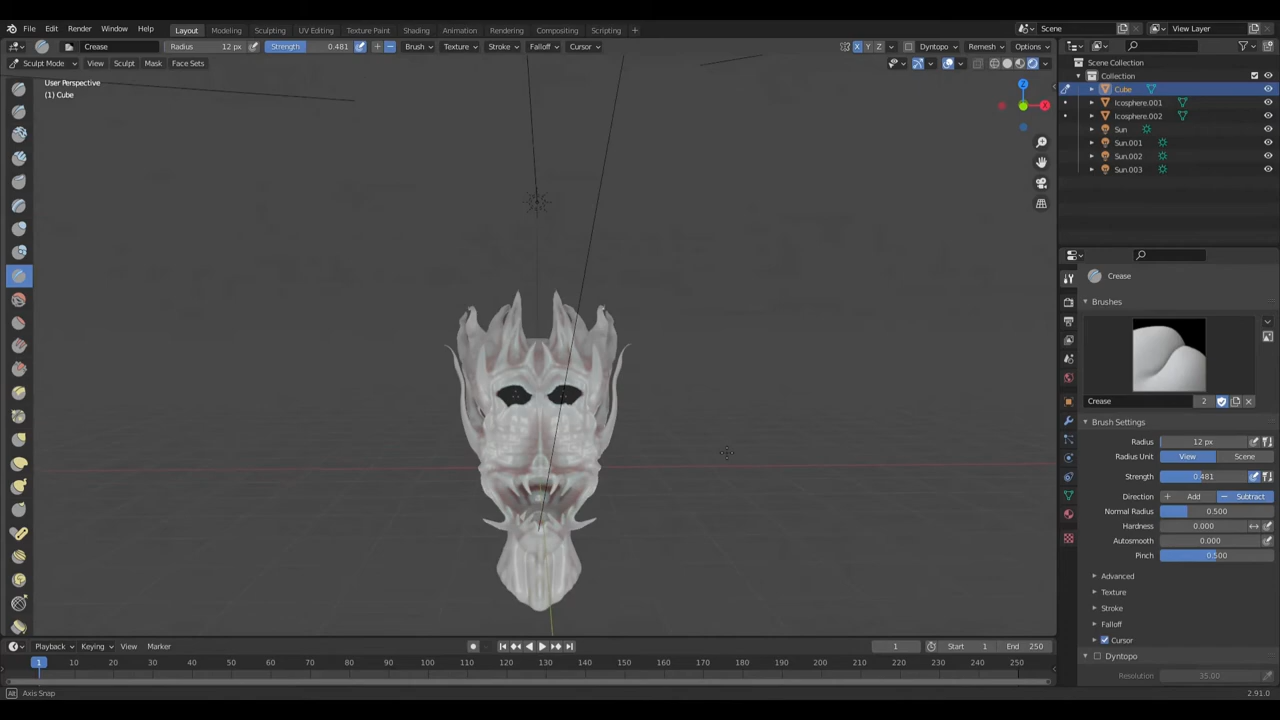 File Edit Render Window Help Layout Modeling Sculpting UV Editing Texture Paint Shading Animation Rendering Compositing Scripting + Scene View Layer
Crease Radius 12 px Strength 0.481 + − Brush Texture Stroke Falloff Cursor X Y Z Dyntopo Remesh Options
Sculpt Mode View Sculpt Mask Face Sets
User Perspective
(1) Cube
Z
X
Scene Collection
Collection
Cube
Icosphere.001
Icosphere.002
Sun
Sun.001
Sun.002
Sun.003
Crease
Brushes
Crease 2
Brush Settings
Radius 12 px
Radius Unit View Scene
Strength 0.481
Direction + Add − Subtract
Normal Radius 0.500
Hardness 0.000
Autosmooth 0.000
Pinch 0.500
Advanced
Texture
Stroke
Falloff
Cursor
Dyntopo
Resolution 35.00
Playback Keying View Marker 1 Start 1 End 250
1 10 20 30 40 50 60 70 80 90 100 110 120 130 140 150 160 170 180 190 200 210 220 230 240 250
Alt Axis Snap 2.91.0